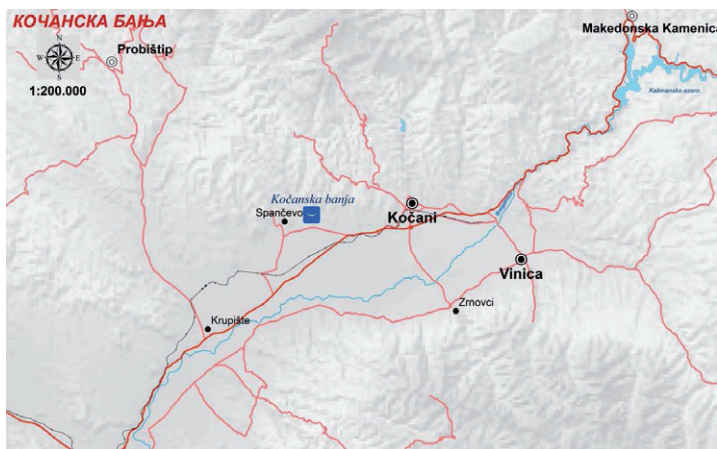 КОЧАНСКА БАЊА
N
W
E
S
1:200.000
Probištip
Makedonska Kamenica
Kalimansko ezero
Kočanska banja
Spančevo
Kočani
Vinica
Zrnovci
Krupište